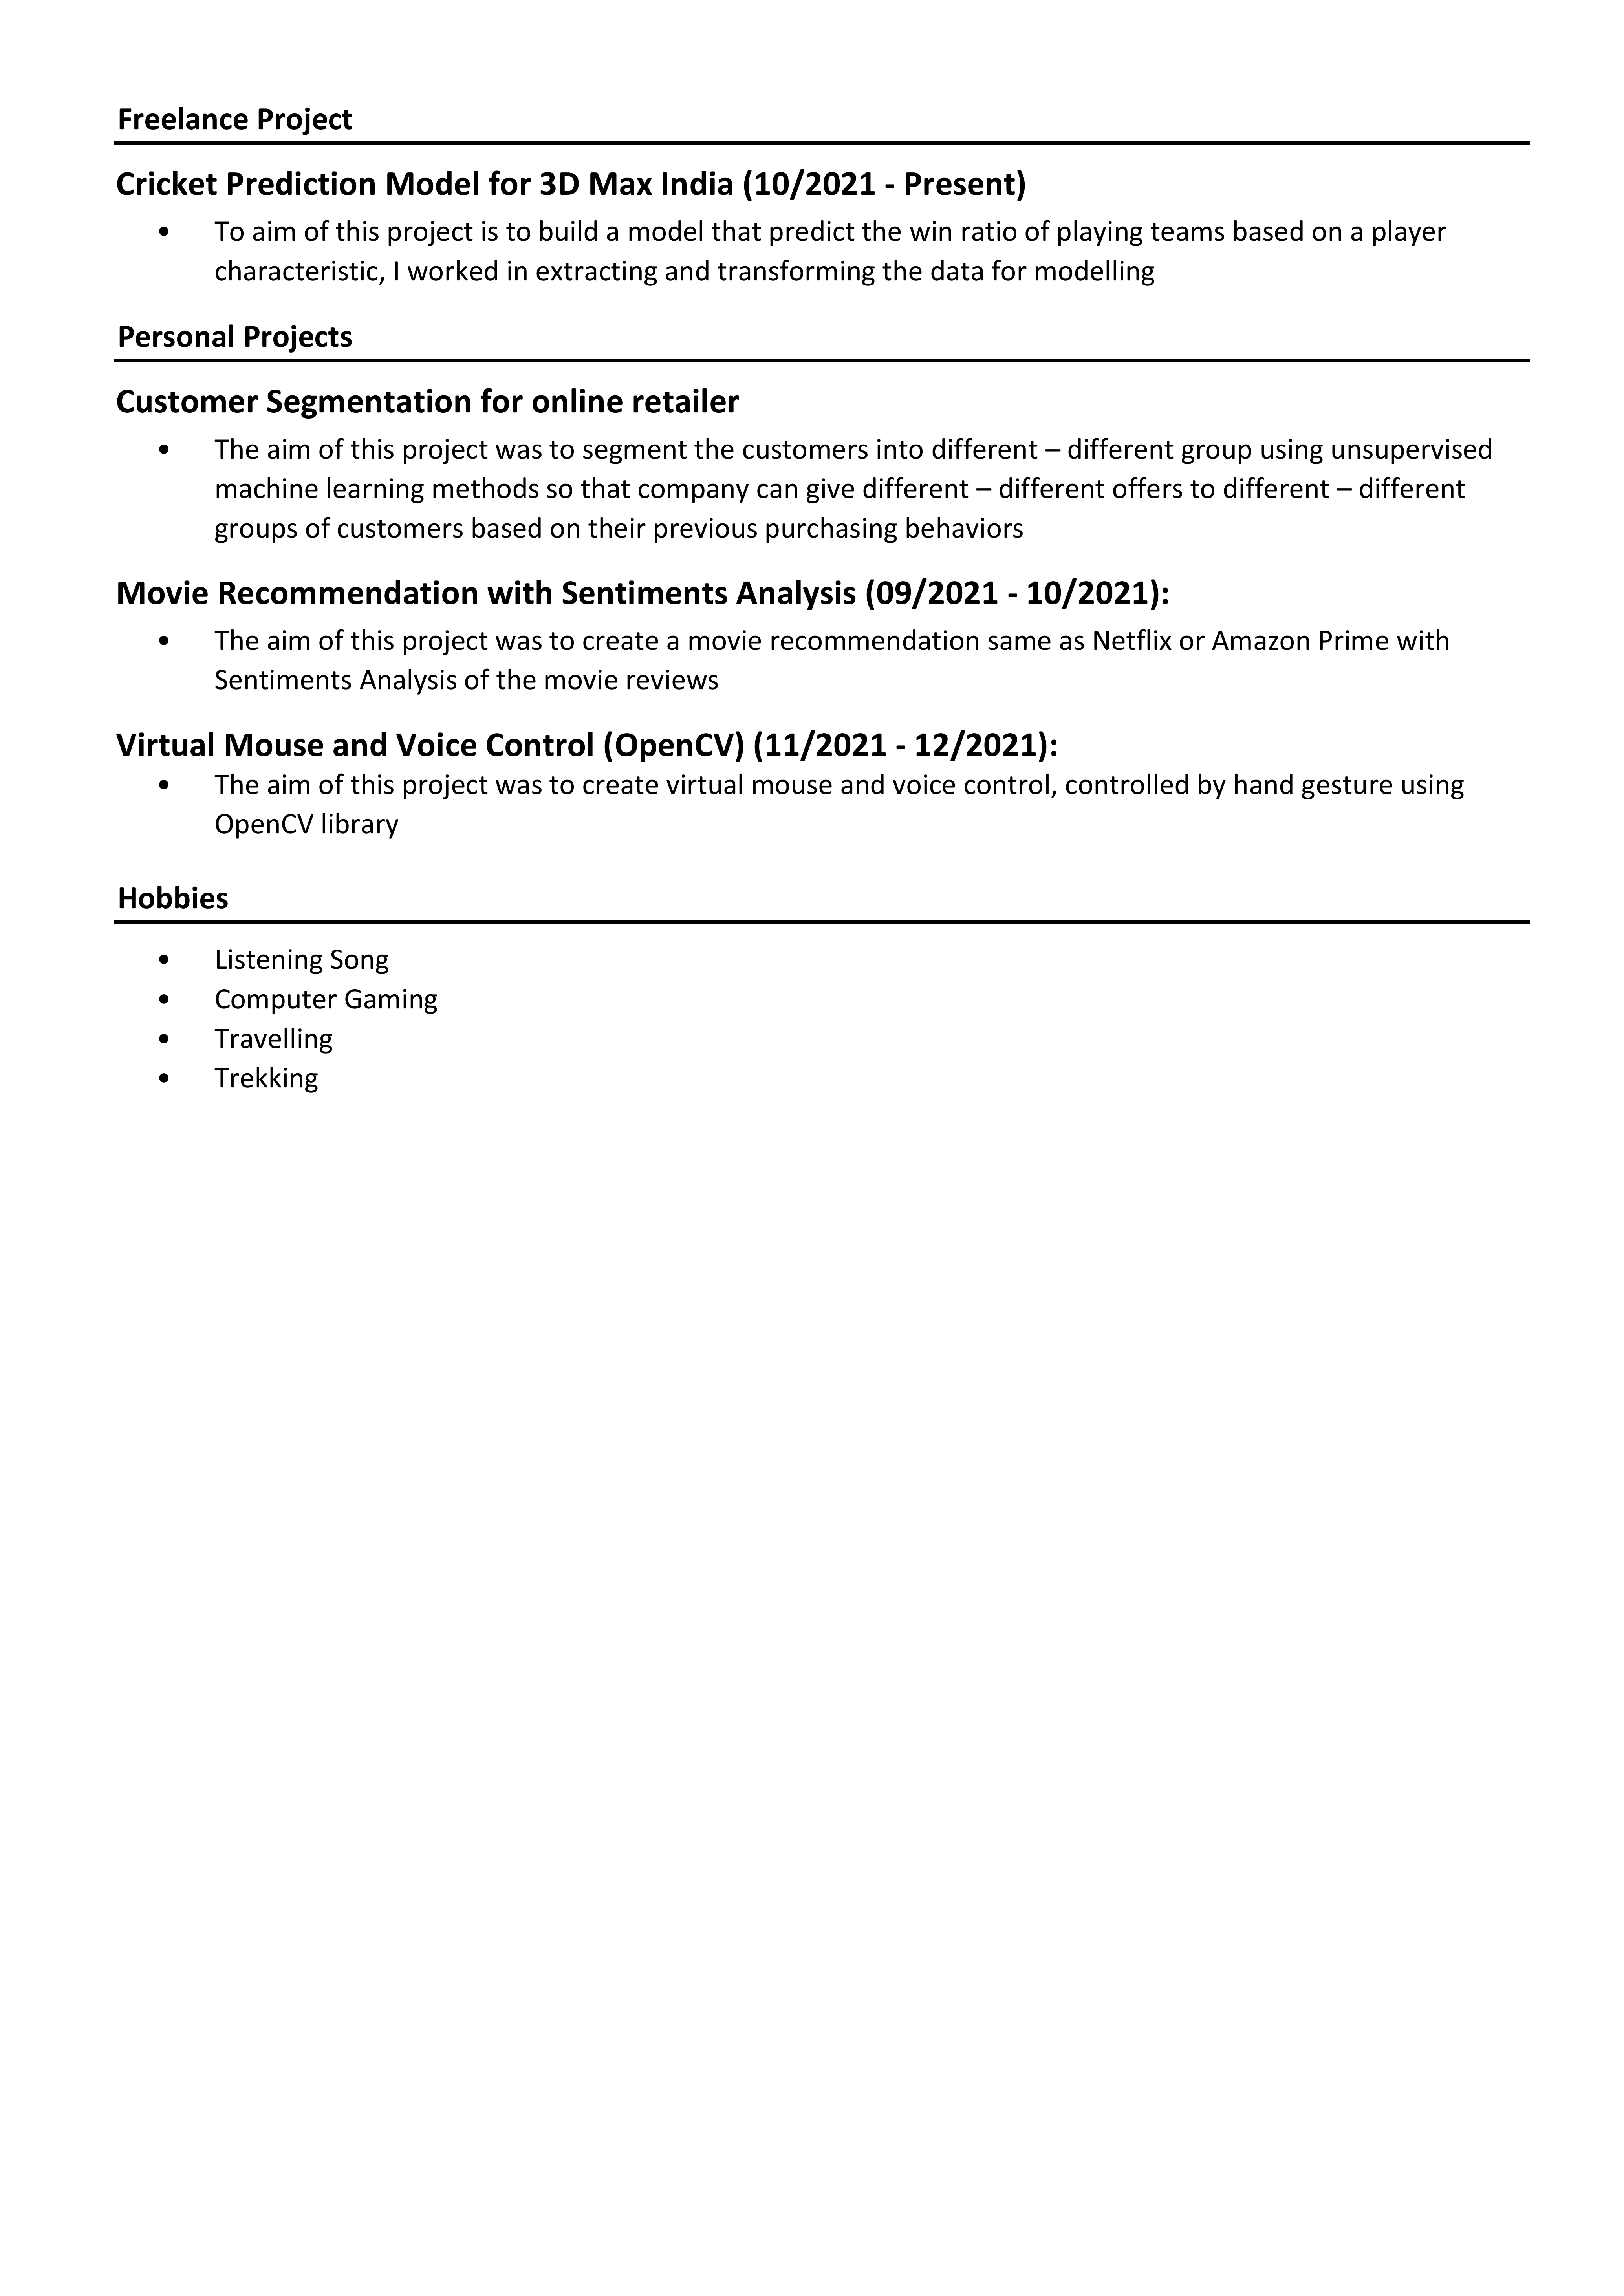 Freelance Project
Cricket Prediction Model for 3D Max India (10/2021 - Present)
• To aim of this project is to build a model that predict the win ratio of playing teams based on a player
characteristic, I worked in extracting and transforming the data for modelling
Personal Projects
Customer Segmentation for online retailer
• The aim of this project was to segment the customers into different – different group using unsupervised
machine learning methods so that company can give different – different offers to different – different
groups of customers based on their previous purchasing behaviors
Movie Recommendation with Sentiments Analysis (09/2021 - 10/2021):
• The aim of this project was to create a movie recommendation same as Netflix or Amazon Prime with
Sentiments Analysis of the movie reviews
Virtual Mouse and Voice Control (OpenCV) (11/2021 - 12/2021):
• The aim of this project was to create virtual mouse and voice control, controlled by hand gesture using
OpenCV library
Hobbies
• Listening Song
• Computer Gaming
• Travelling
• Trekking